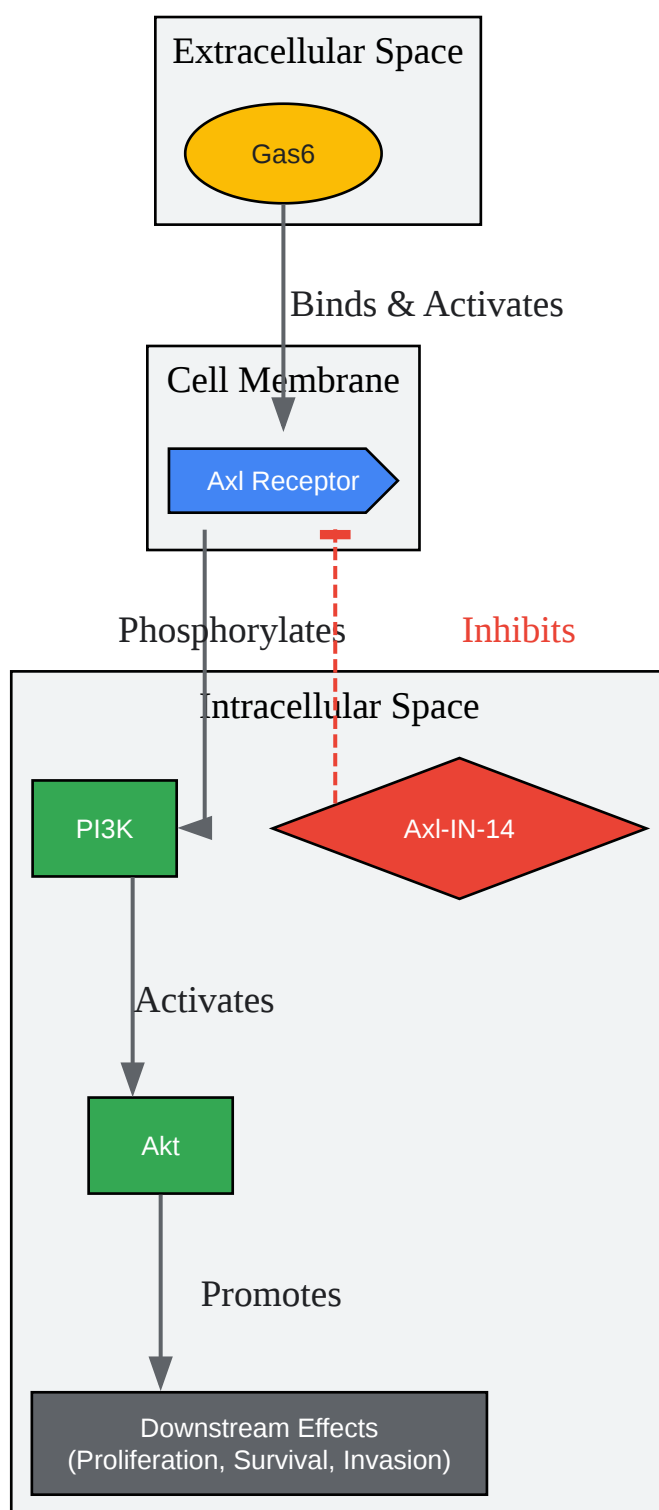 Extracellular Space
Gas6
Binds & Activates
Cell Membrane
Axl Receptor
Phosphorylates
Inhibits
Intracellular Space
PI3K
Axl-IN-14
Activates
Akt
Promotes
Downstream Effects
(Proliferation, Survival, Invasion)